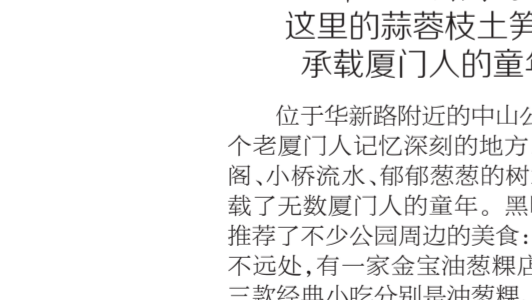 这里的蒜蓉枝土笋
承载厦门人的童年
位于华新路附近的中山公
个老厦门人记忆深刻的地方
阁、小桥流水、郁郁葱葱的树
载了无数厦门人的童年。黑
推荐了不少公园周边的美食:
不远处,有一家金宝油葱粿店
三款经典小吃分别是油葱粿